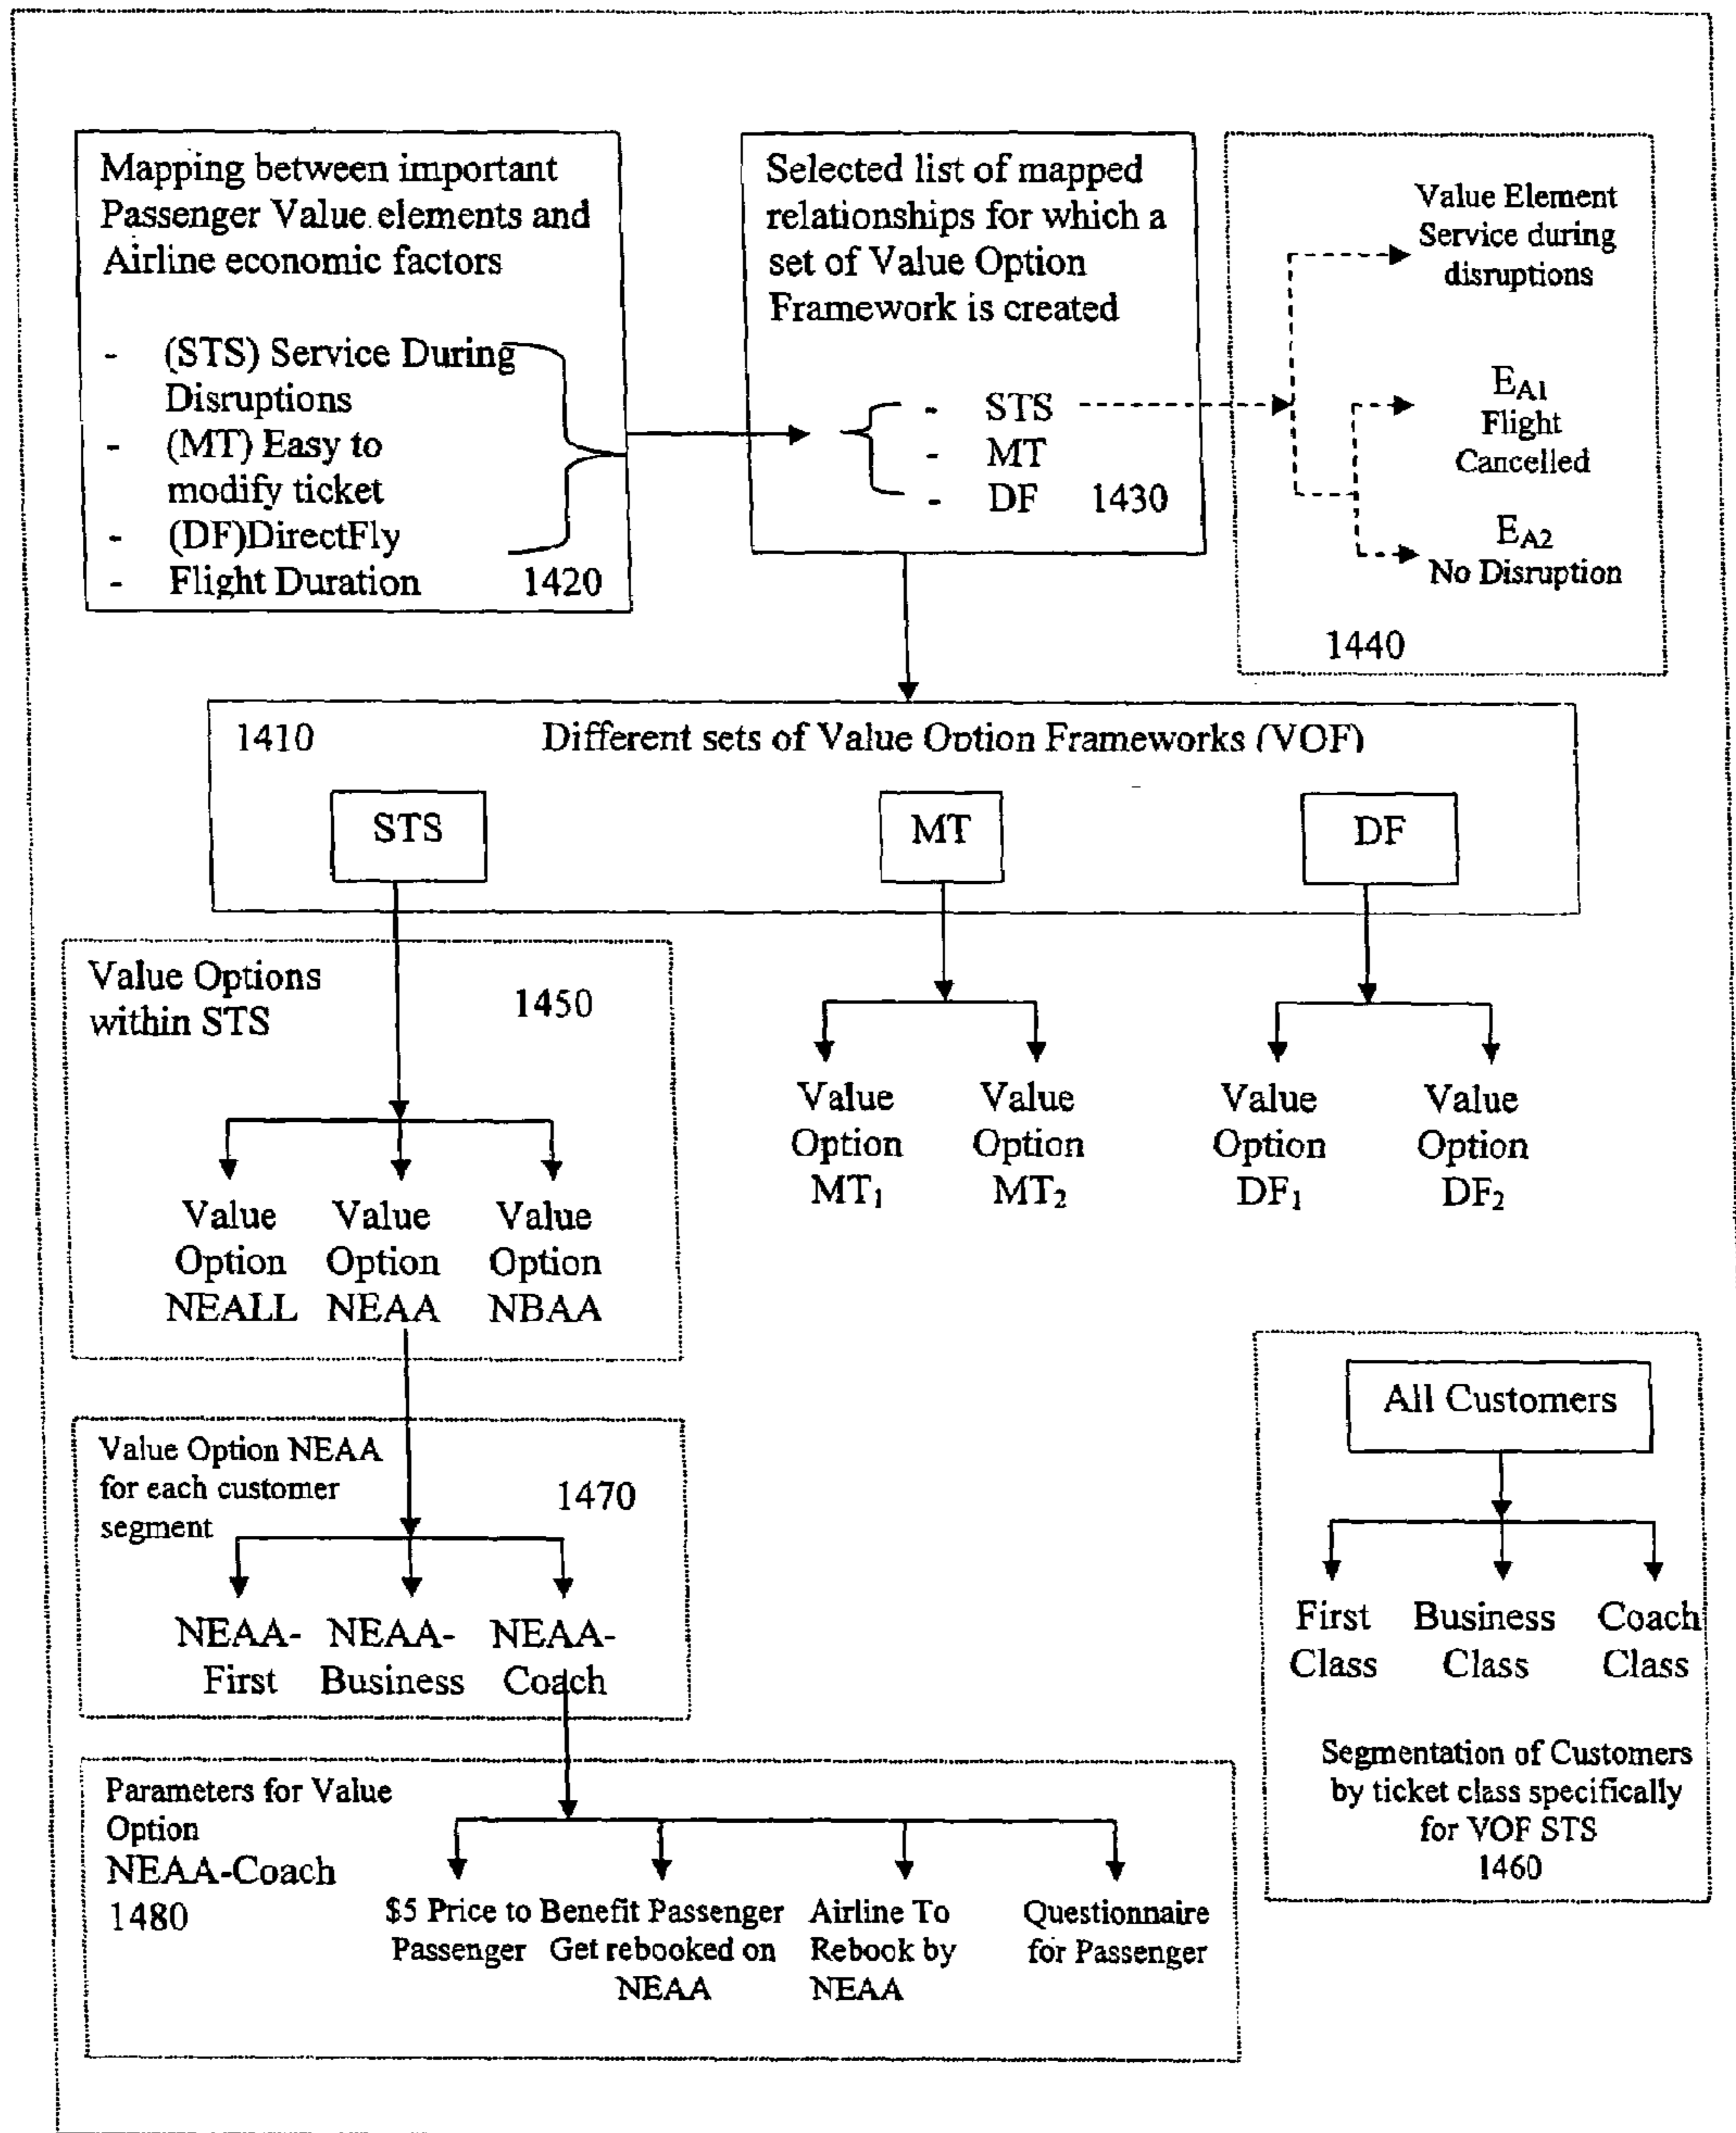 Mapping between important
Passenger Value elements and
Airline economic factors
- (STS) Service During
Disruptions
- (MT) Easy to
modify ticket
- (DF)DirectFly
- Flight Duration 1420
Selected list of mapped
relationships for which a
set of Value Option
Framework is created
- STS
- MT
- DF 1430
Value Element
Service during
disruptions
EA1
Flight
Cancelled
EA2
No Disruption
1440
1410 Different sets of Value Option Frameworks (VOF)
STS MT DF
Value Options
within STS
1450
Value Value Value
Option Option Option
NEALL NEAA NBAA
Value Value
Option Option
MT1 MT2
Value Value
Option Option
DF1 DF2
Value Option NEAA
for each customer
segment
1470
NEAA- NEAA- NEAA-
First Business Coach
All Customers
First Business Coach
Class Class Class
Segmentation of Customers
by ticket class specifically
for VOF STS
1460
Parameters for Value
Option
NEAA-Coach
1480
$5 Price to
Passenger
Benefit Passenger
Get rebooked on
NEAA
Airline To
Rebook by
NEAA
Questionnaire
for Passenger